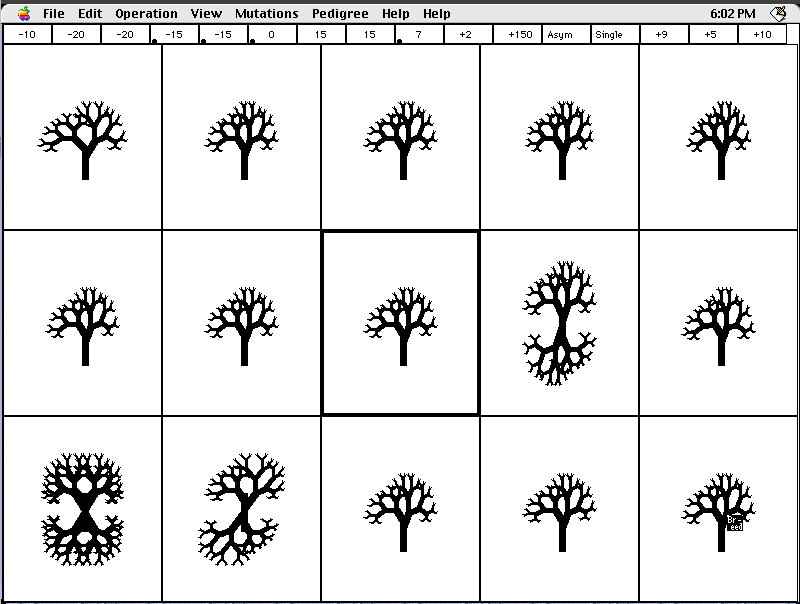 File Edit Operation View Mutations Pedigree Help Help 6:02 PM
-10 -20 -20 -15 -15 0 15 15 7 +2 +150 Asym Single +9 +5 +10